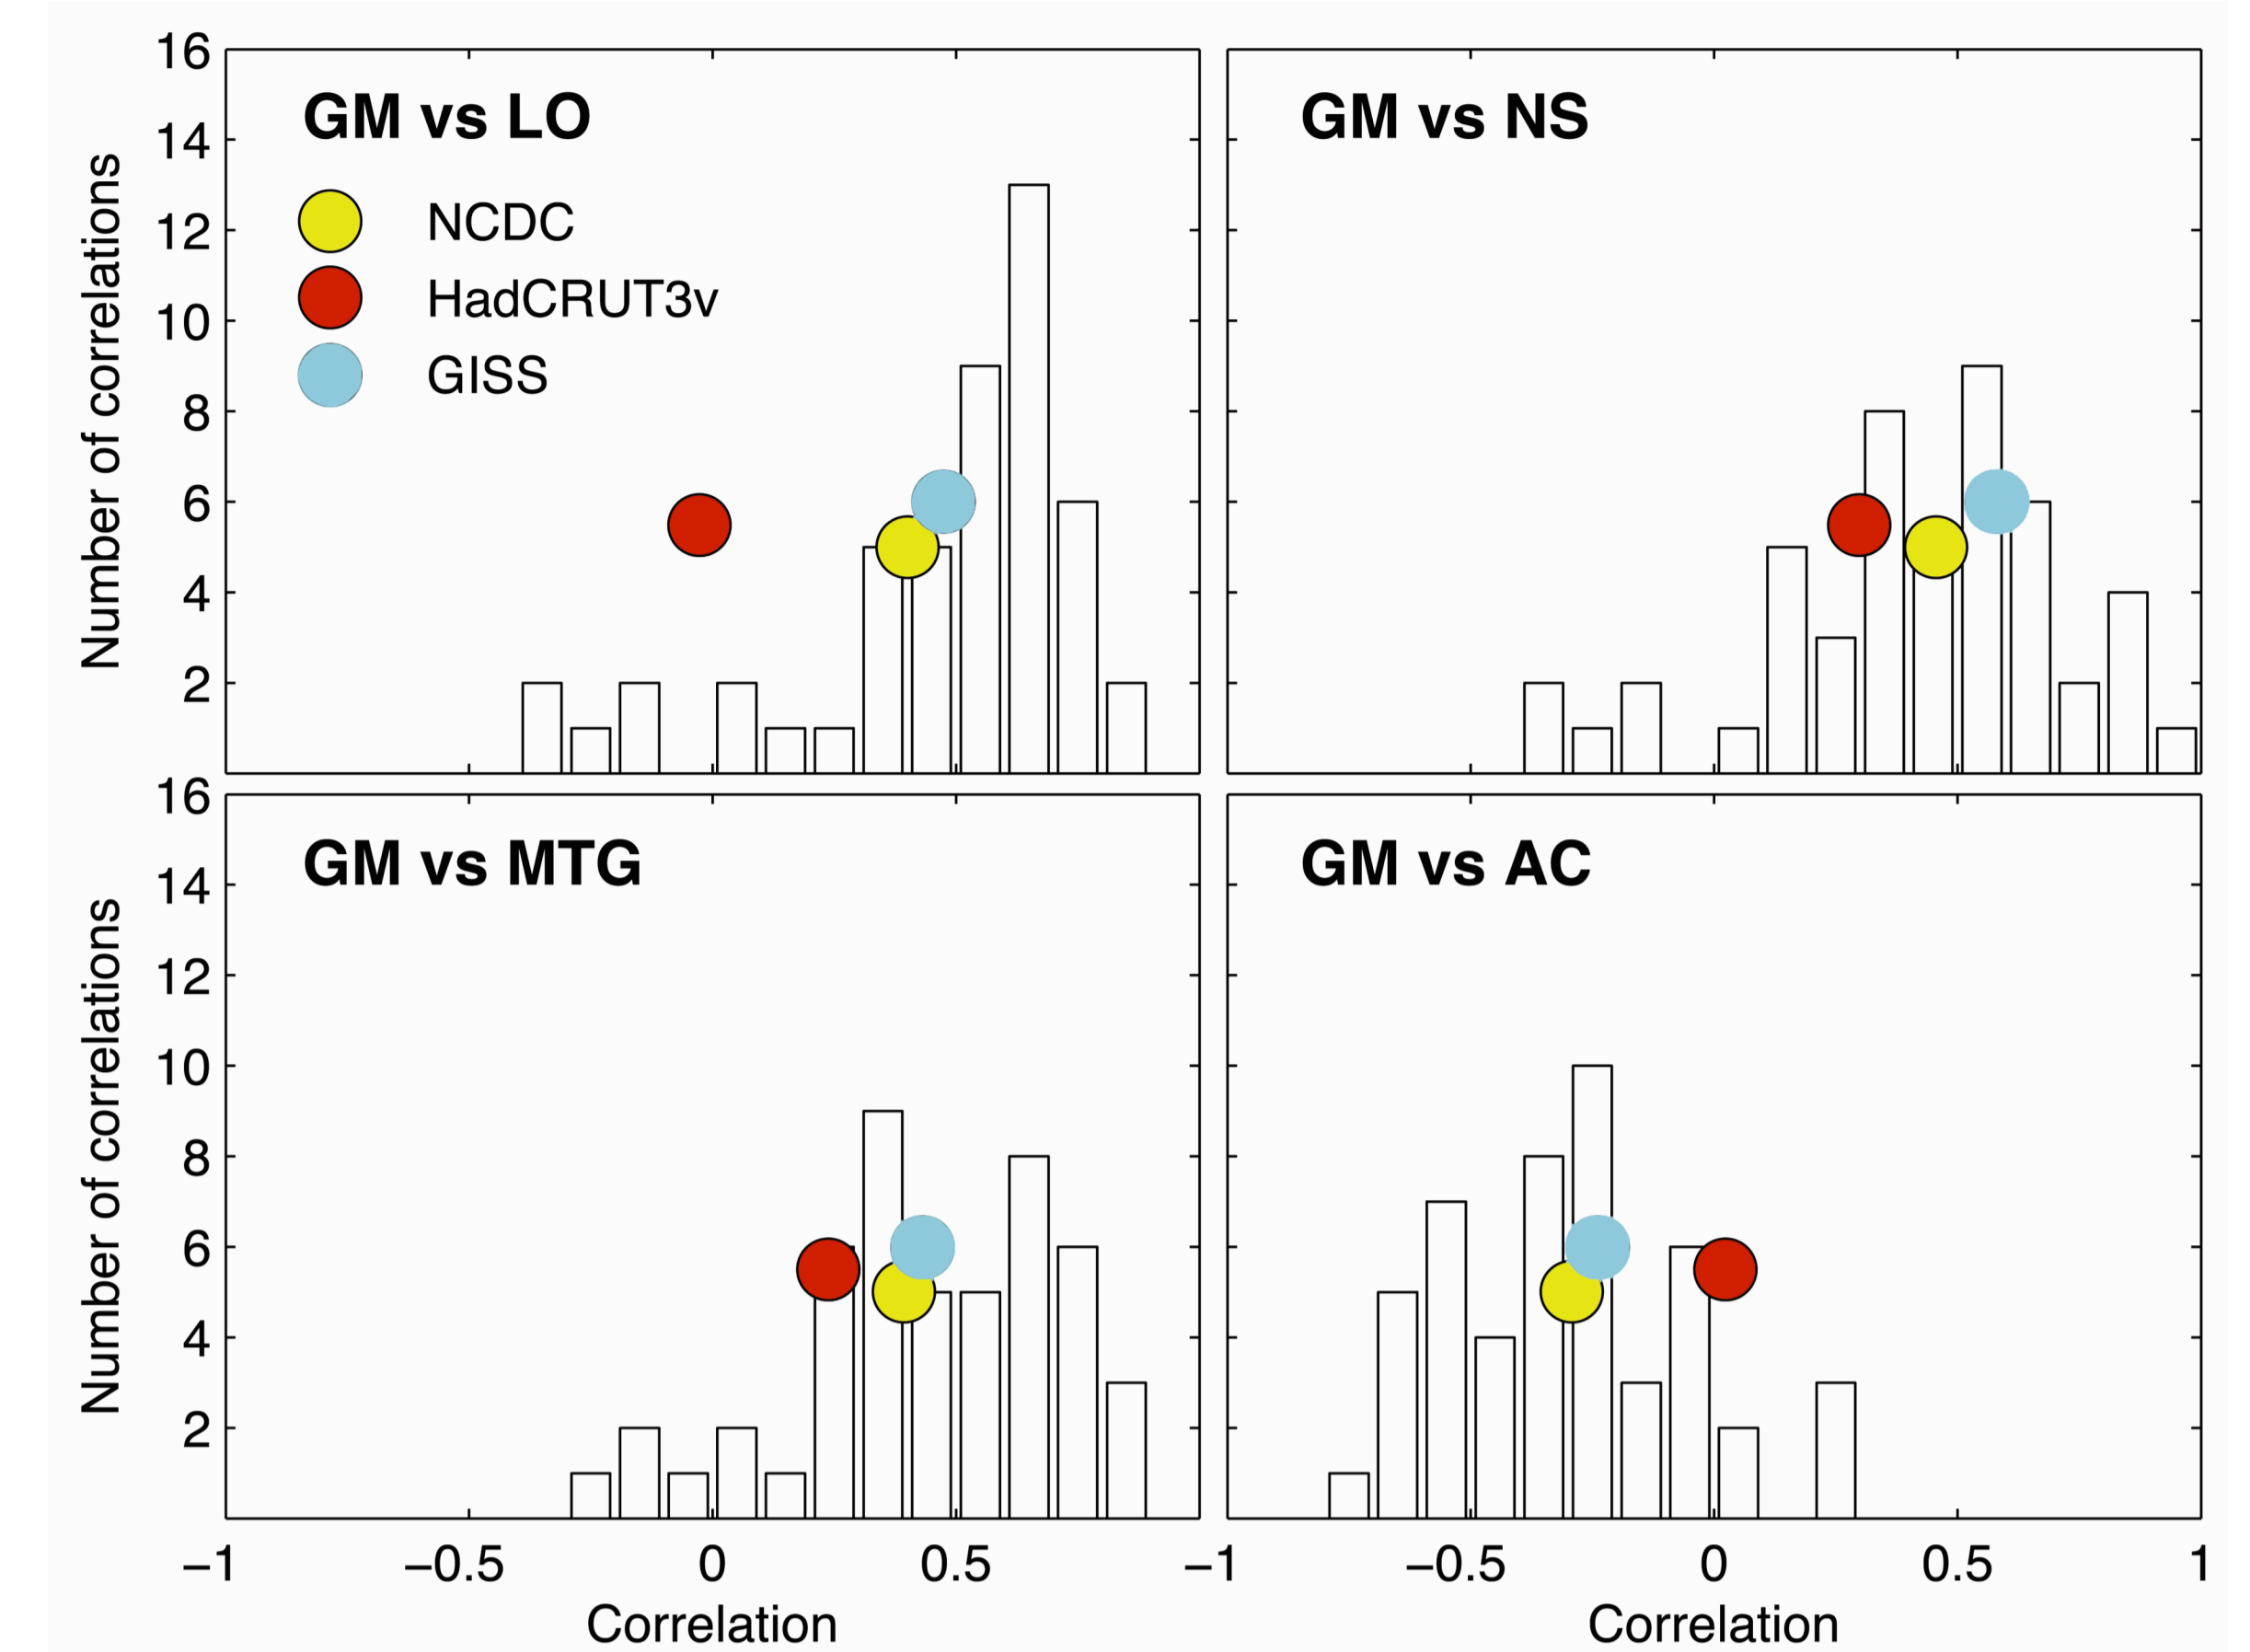 16
14
12
10
8
6
4
2
Number of correlations
GM vs LO
NCDC
HadCRUT3v
GISS
GM vs NS
16
14
12
10
8
6
4
2
Number of correlations
GM vs MTG
GM vs AC
−1 −0.5 0 0.5 −1 −0.5 0 0.5 1
Correlation Correlation